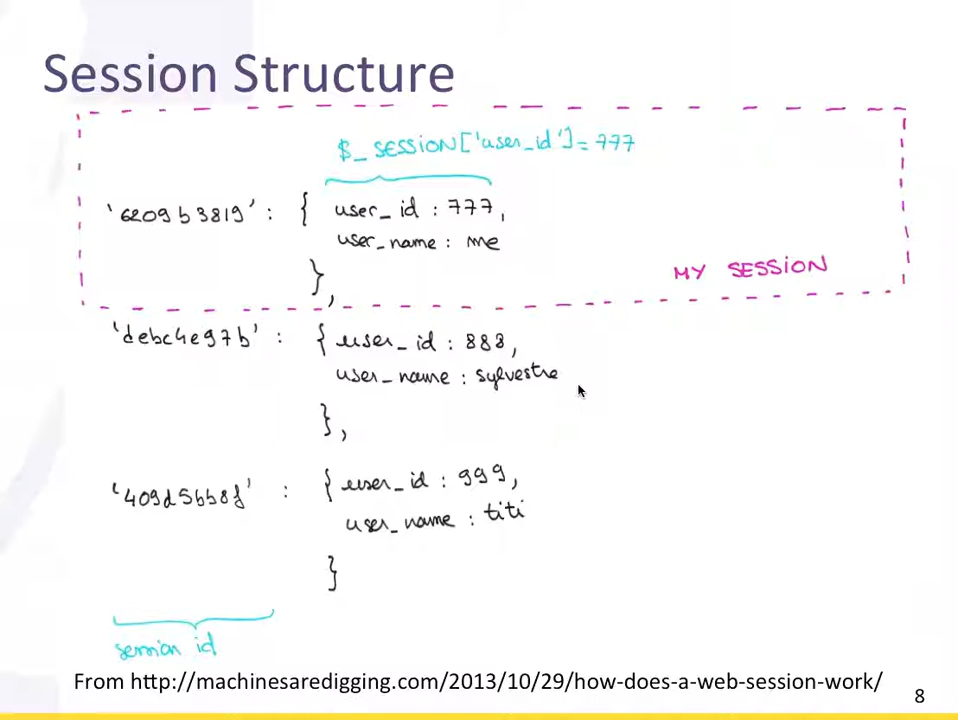 Session Structure
$_SESSION['user_id']=777
'6209b3819' : { user_id : 777,
user_name : me
},
MY SESSION
'debc4e97b' : { user_id : 888,
user_name : sylvestre
},
'409d5bb8f' : { user_id : 999,
user_name : titi
}
session id
From http://machinesaredigging.com/2013/10/29/how-does-a-web-session-work/
8